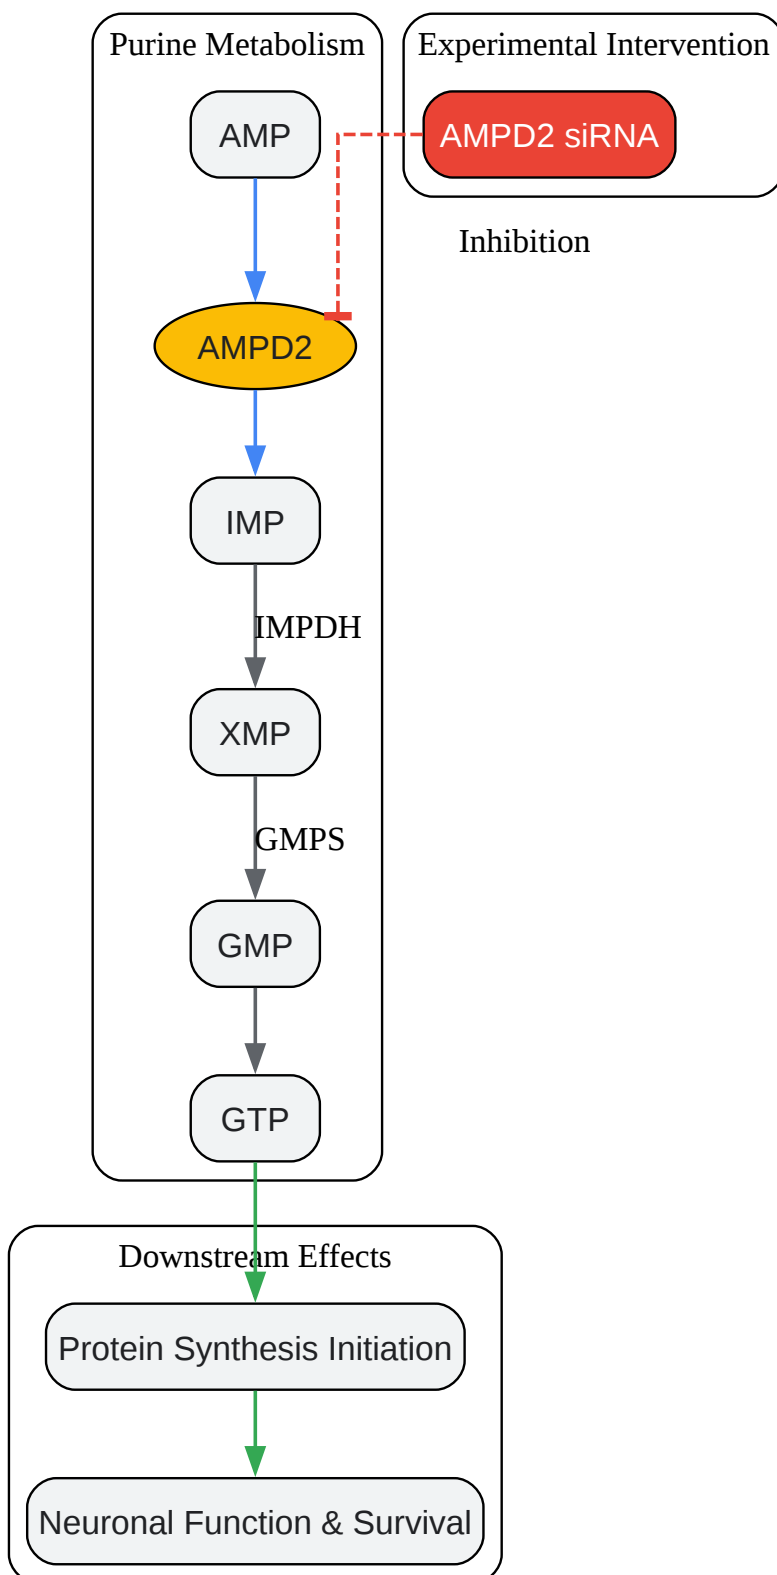 Purine Metabolism
Experimental Intervention
AMP
AMPD2 siRNA
Inhibition
AMPD2
IMP
IMPDH
XMP
GMPS
GMP
GTP
Downstream Effects
Protein Synthesis Initiation
Neuronal Function & Survival